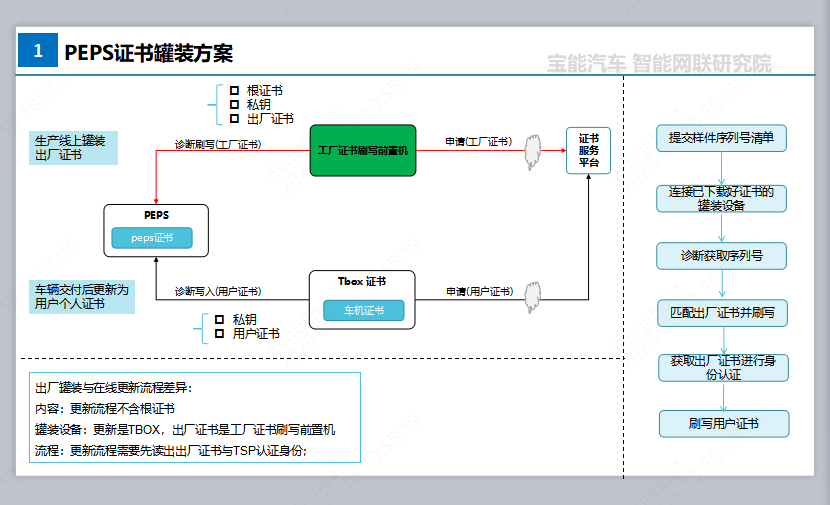 1
PEPS证书罐装方案
宝能汽车 智能网联研究院
根证书
私钥
出厂证书
生产线上罐装
出厂证书
诊断刷写(工厂证书)
工厂证书刷写前置机
申请(工厂证书)
证书
服务
平台
PEPS
peps证书
车辆交付后更新为
用户个人证书
诊断写入(用户证书)
Tbox 证书
车机证书
申请(用户证书)
私钥
用户证书
出厂罐装与在线更新流程差异:
内容：更新流程不含根证书
罐装设备：更新是TBOX，出厂证书是工厂证书刷写前置机
流程：更新流程需要先读出出厂证书与TSP认证身份;
提交样件序列号清单
连接已下载好证书的
罐装设备
诊断获取序列号
匹配出厂证书并刷写
获取出厂证书进行身
份认证
刷写用户证书